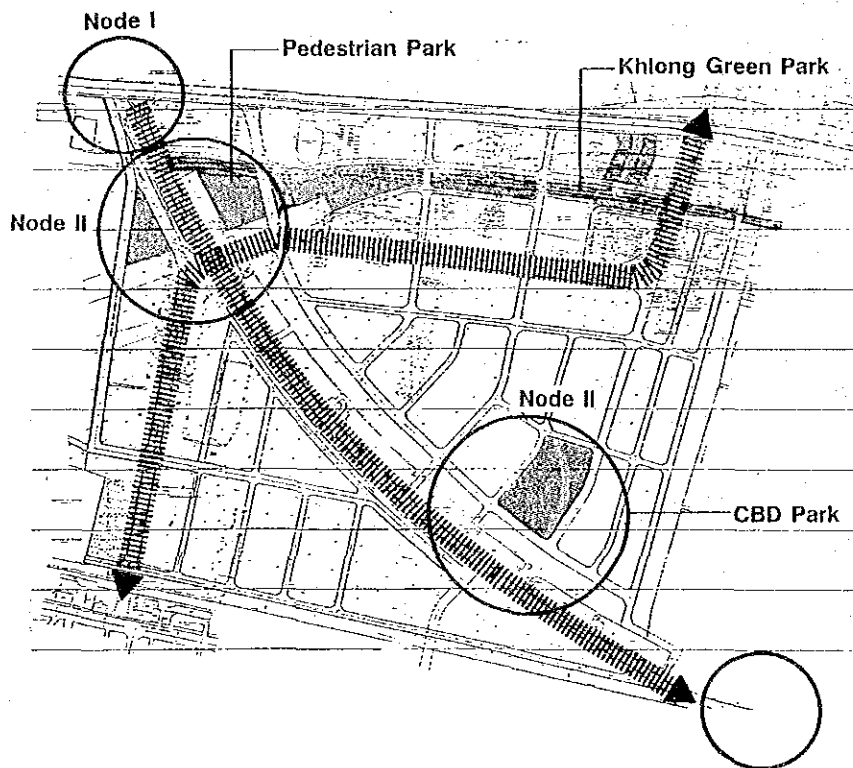 Node I
Pedestrian Park
Khlong Green Park
Node II
Node II
CBD Park